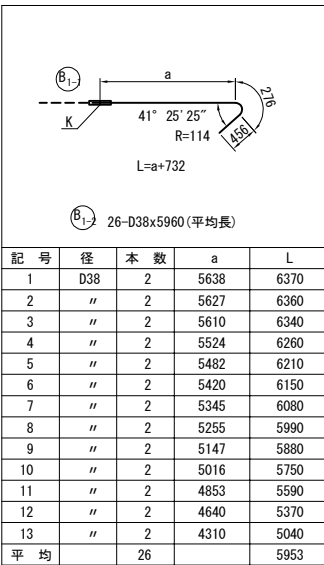 B1-1
a
276
K
41° 25′25″
R=114
456
L=a+732
B1-2 26-D38x5960(平均長)
記 号 径 本 数 a L
1 D38 2 5638 6370
2 〃 2 5627 6360
3 〃 2 5610 6340
4 〃 2 5524 6260
5 〃 2 5482 6210
6 〃 2 5420 6150
7 〃 2 5345 6080
8 〃 2 5255 5990
9 〃 2 5147 5880
10 〃 2 5016 5750
11 〃 2 4853 5590
12 〃 2 4640 5370
13 〃 2 4310 5040
平 均 26 5953